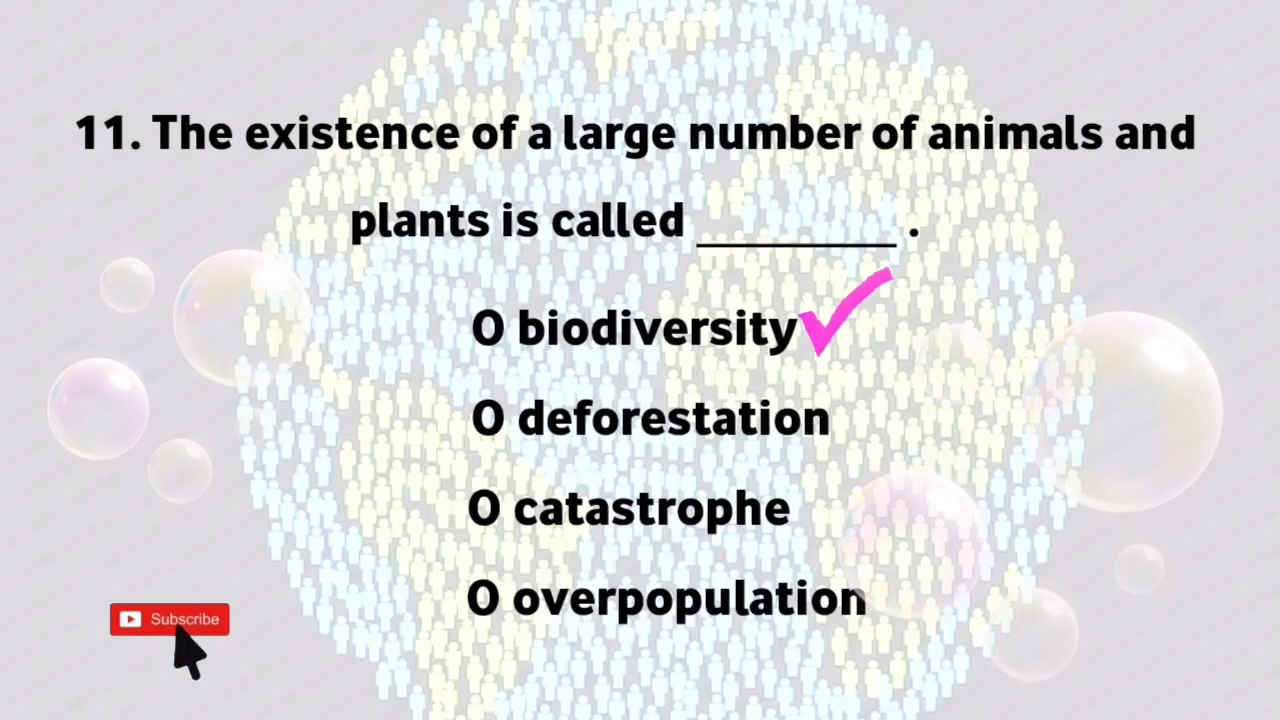 11. The existence of a large number of animals and
plants is called _________ .
O biodiversity
O deforestation
O catastrophe
O overpopulation
Subscribe